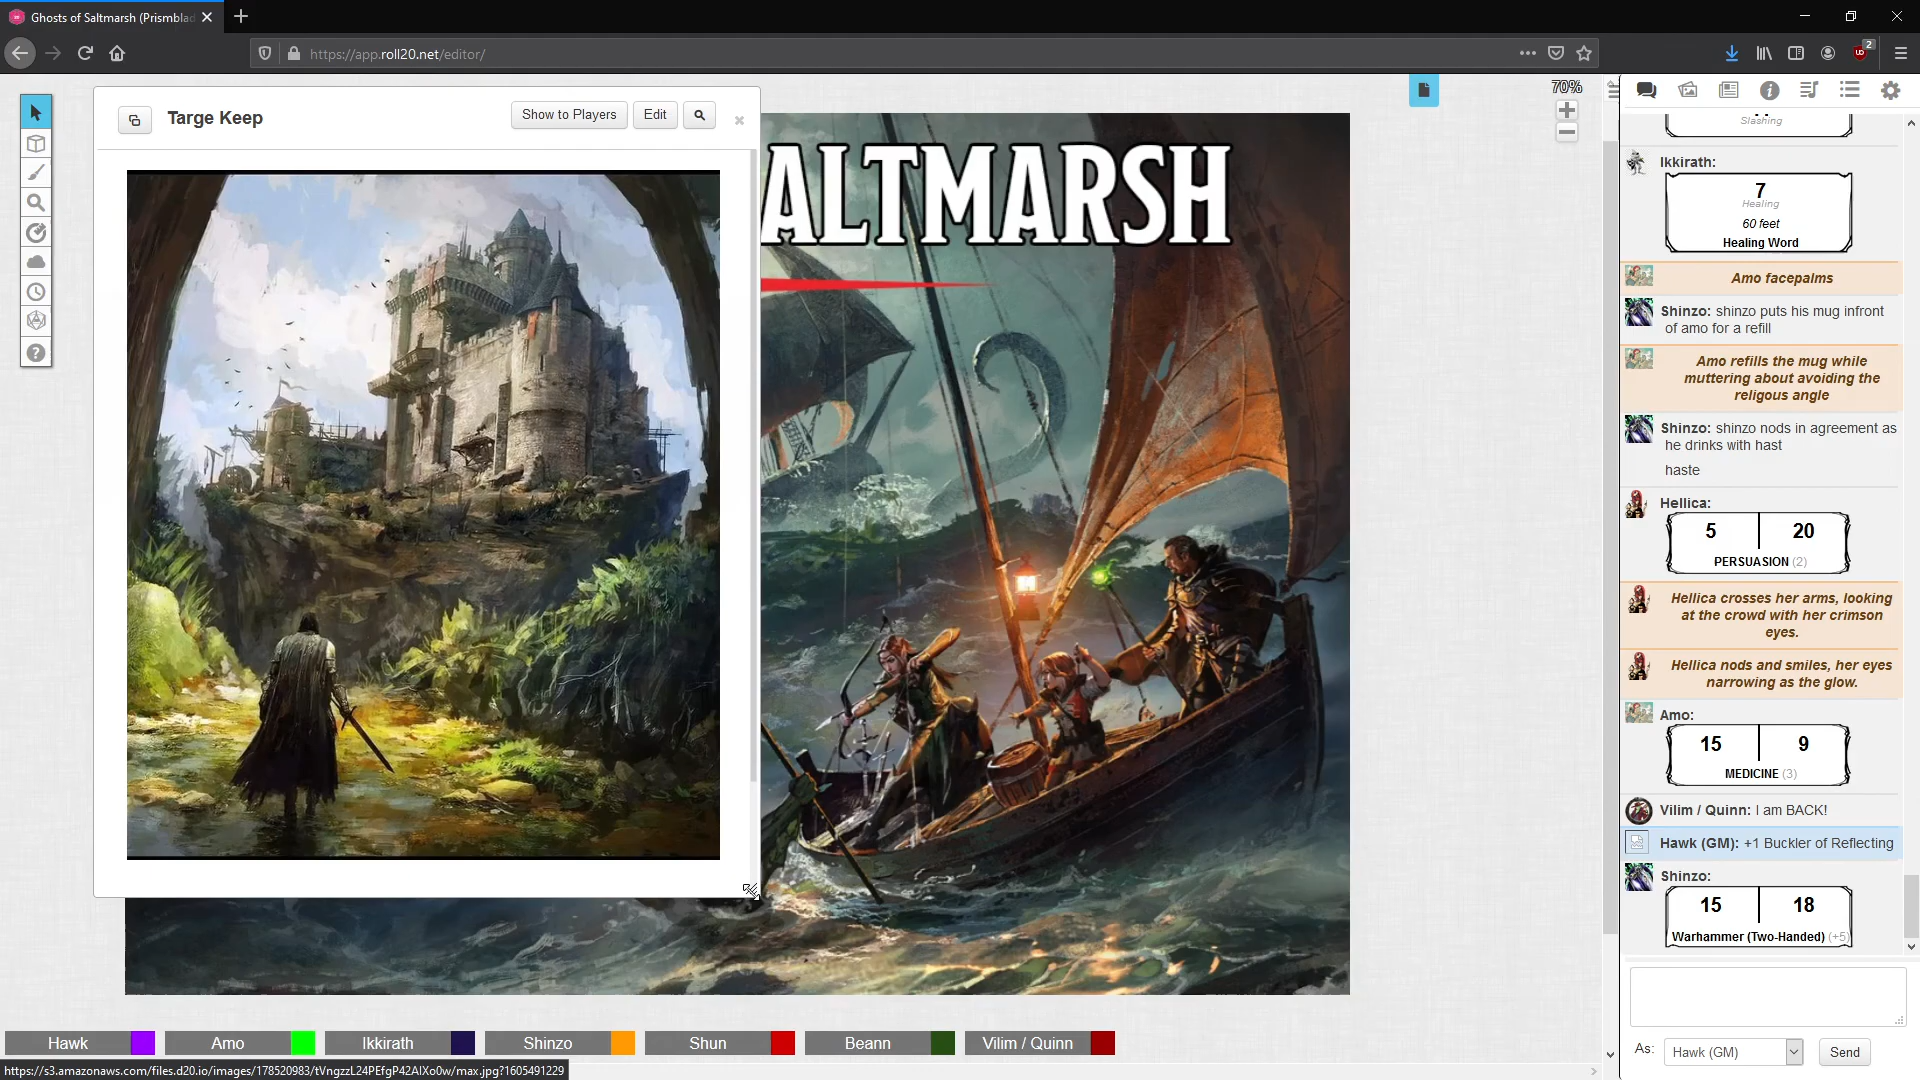 Ghosts of Saltmarsh (Prismblad
https://app.roll20.net/editor/
2
Targe Keep
Show to Players
Edit
70%
ALTMARSH
Slashing
Ikkirath:
7
Healing
60 feet
Healing Word
Amo facepalms
Shinzo: shinzo puts his mug infront
of amo for a refill
Amo refills the mug while
muttering about avoiding the
religous angle
Shinzo: shinzo nods in agreement as
he drinks with hast
haste
Hellica:
5 20
PERSUASION (2)
Hellica crosses her arms, looking
at the crowd with her crimson
eyes.
Hellica nods and smiles, her eyes
narrowing as the glow.
Amo:
15 9
MEDICINE (3)
Vilim / Quinn: I am BACK!
Hawk (GM): +1 Buckler of Reflecting
Shinzo:
15 18
Warhammer (Two-Handed) (+5)
As: Hawk (GM) Send
Hawk Amo Ikkirath Shinzo Shun Beann Vilim / Quinn
https://s3.amazonaws.com/files.d20.io/images/178520983/tVngzzL24PEfgP42AIXo0w/max.jpg?1605491229